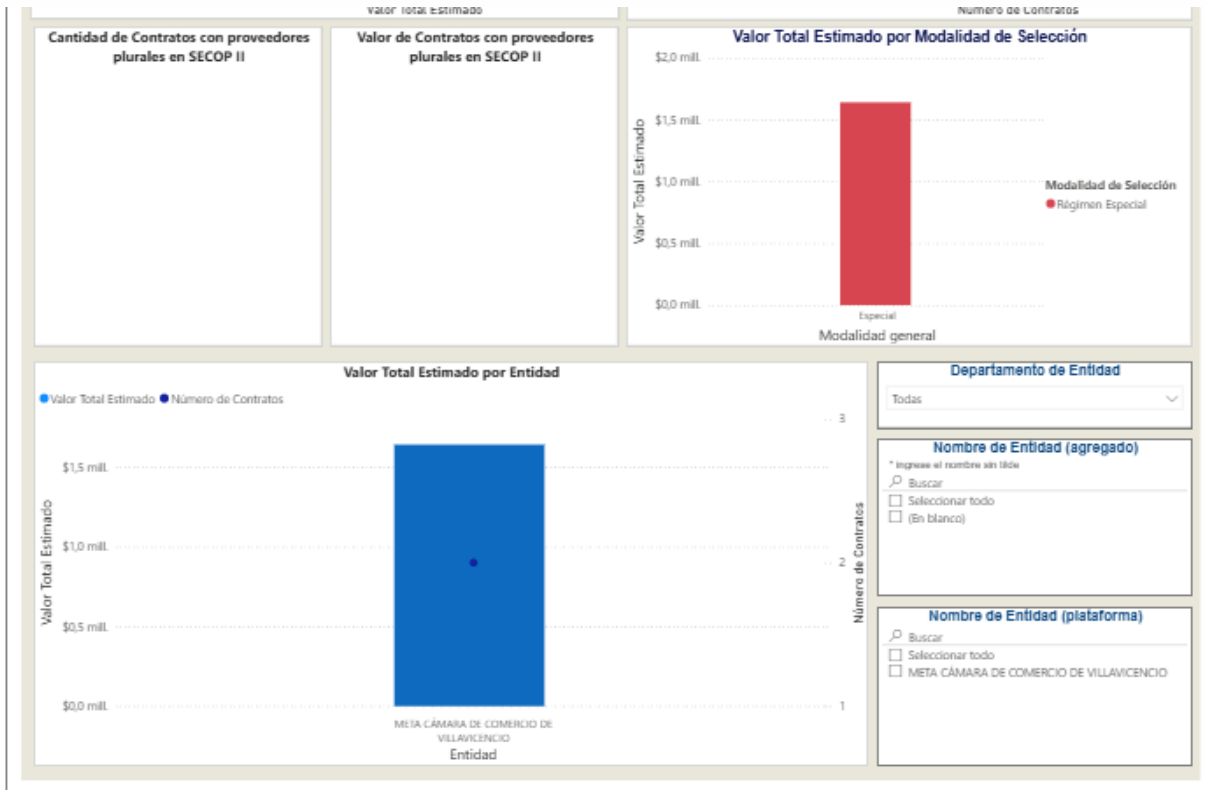 Valor Total Estimado
Número de Contratos
Cantidad de Contratos con proveedores
plurales en SECOP II
Valor de Contratos con proveedores
plurales en SECOP II
Valor Total Estimado por Modalidad de Selección
$2,0 mill.
$1,5 mill.
$1,0 mill.
$0,5 mill.
$0,0 mill.
Valor Total Estimado
Especial
Modalidad general
Modalidad de Selección
Régimen Especial
Valor Total Estimado por Entidad
Valor Total Estimado Número de Contratos
$1,5 mill.
$1,0 mill.
$0,5 mill.
$0,0 mill.
Valor Total Estimado
3
2
1
Número de Contratos
META CÁMARA DE COMERCIO DE
VILLAVICENCIO
Entidad
Departamento de Entidad
Todas
Nombre de Entidad (agregado)
* Ingrese el nombre sin tilde
Buscar
Seleccionar todo
(En blanco)
Nombre de Entidad (plataforma)
Buscar
Seleccionar todo
META CÁMARA DE COMERCIO DE VILLAVICENCIO